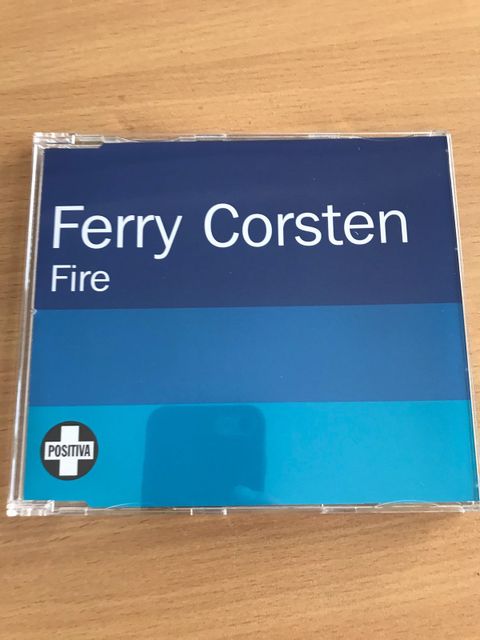 Ferry Corsten
Fire
POSITIVA